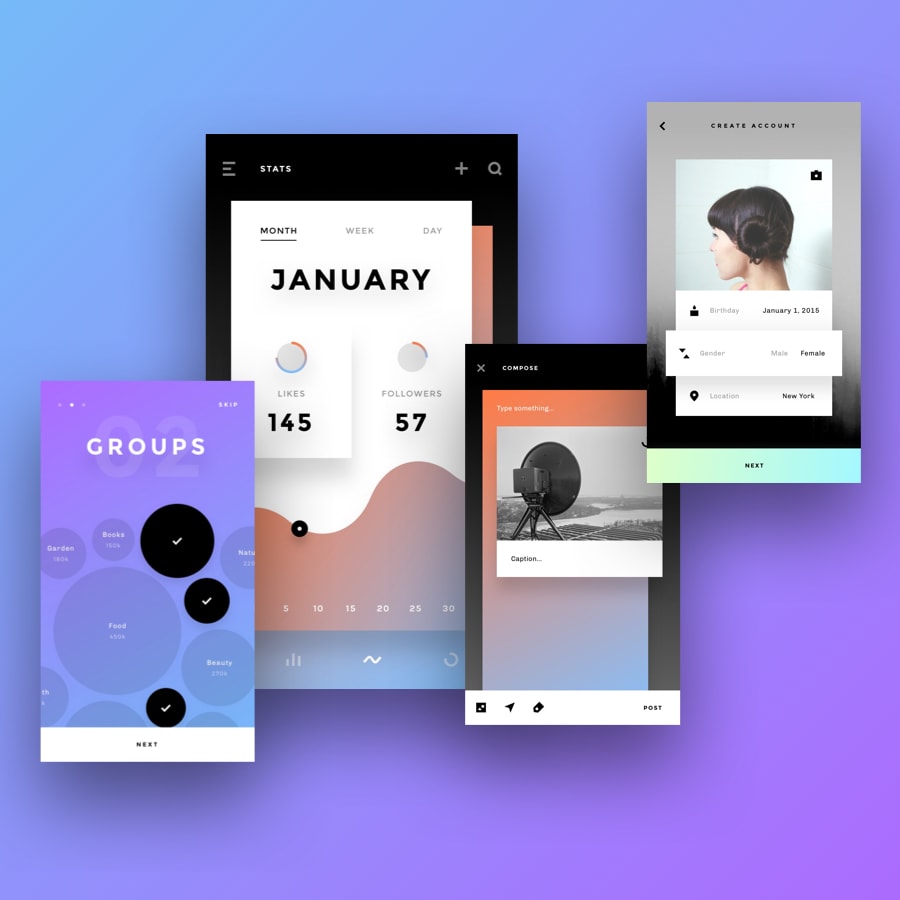 STATS
MONTH WEEK DAY
JANUARY
LIKES
145
FOLLOWERS
57
5 10 15 20 25 30
SKIP
02
GROUPS
Garden
180k
Books
150k
Natu
220
Food
450k
Beauty
270k
th
k
NEXT
COMPOSE
Type something...
Caption...
POST
CREATE ACCOUNT
Birthday January 1, 2015
Gender Male Female
Location New York
NEXT